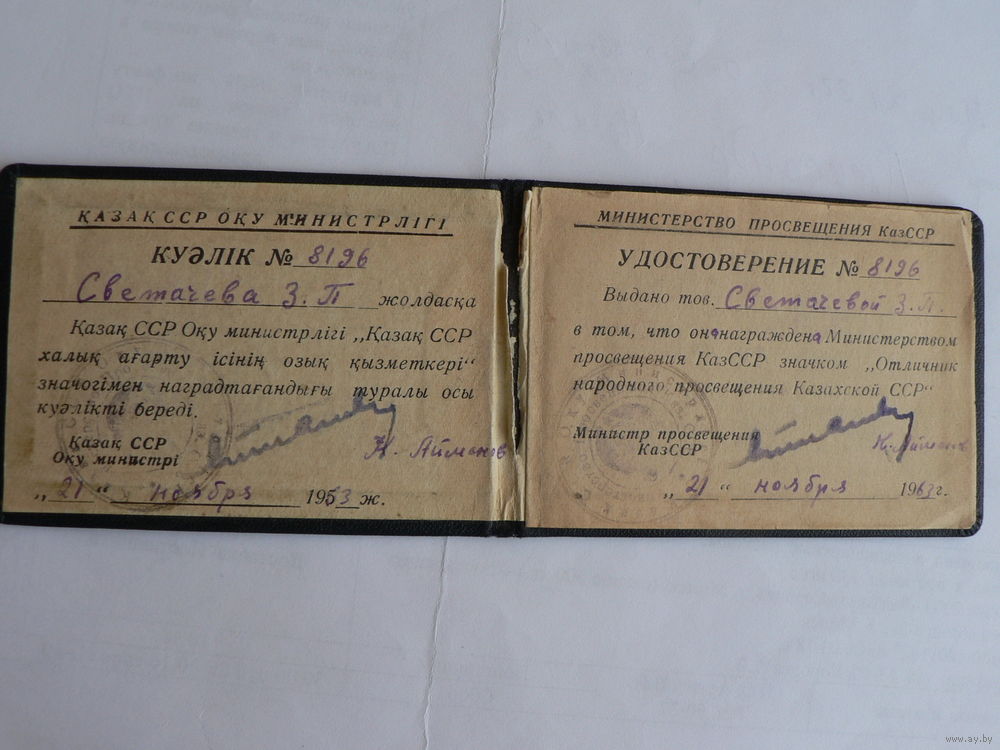 ҚАЗАҚ ССР ОҚУ МИНИСТРЛІГІ
КУӘЛІК № 8196
Светачева З.П жолдасқа
Қазақ ССР Оқу министрлігі „Қазақ ССР
халық ағарту ісінің озық қызметкері“
значогімен наградтағандығы туралы осы
куәлікті береді.
Қазақ ССР
Оқу министрі
К. Айманов
„ 21 “ ноября 1953 ж.
МИНИСТЕРСТВО ПРОСВЕЩЕНИЯ КазССР
УДОСТОВЕРЕНИЕ № 8196
Выдано тов. Светачевой З.П.
в том, что она награждена Министерством
просвещения КазССР значком „Отличник
народного просвещения Казахской ССР“
Министр просвещения
КазССР
К. Айманов
„ 21 “ ноября 1963 г.
www.ay.by